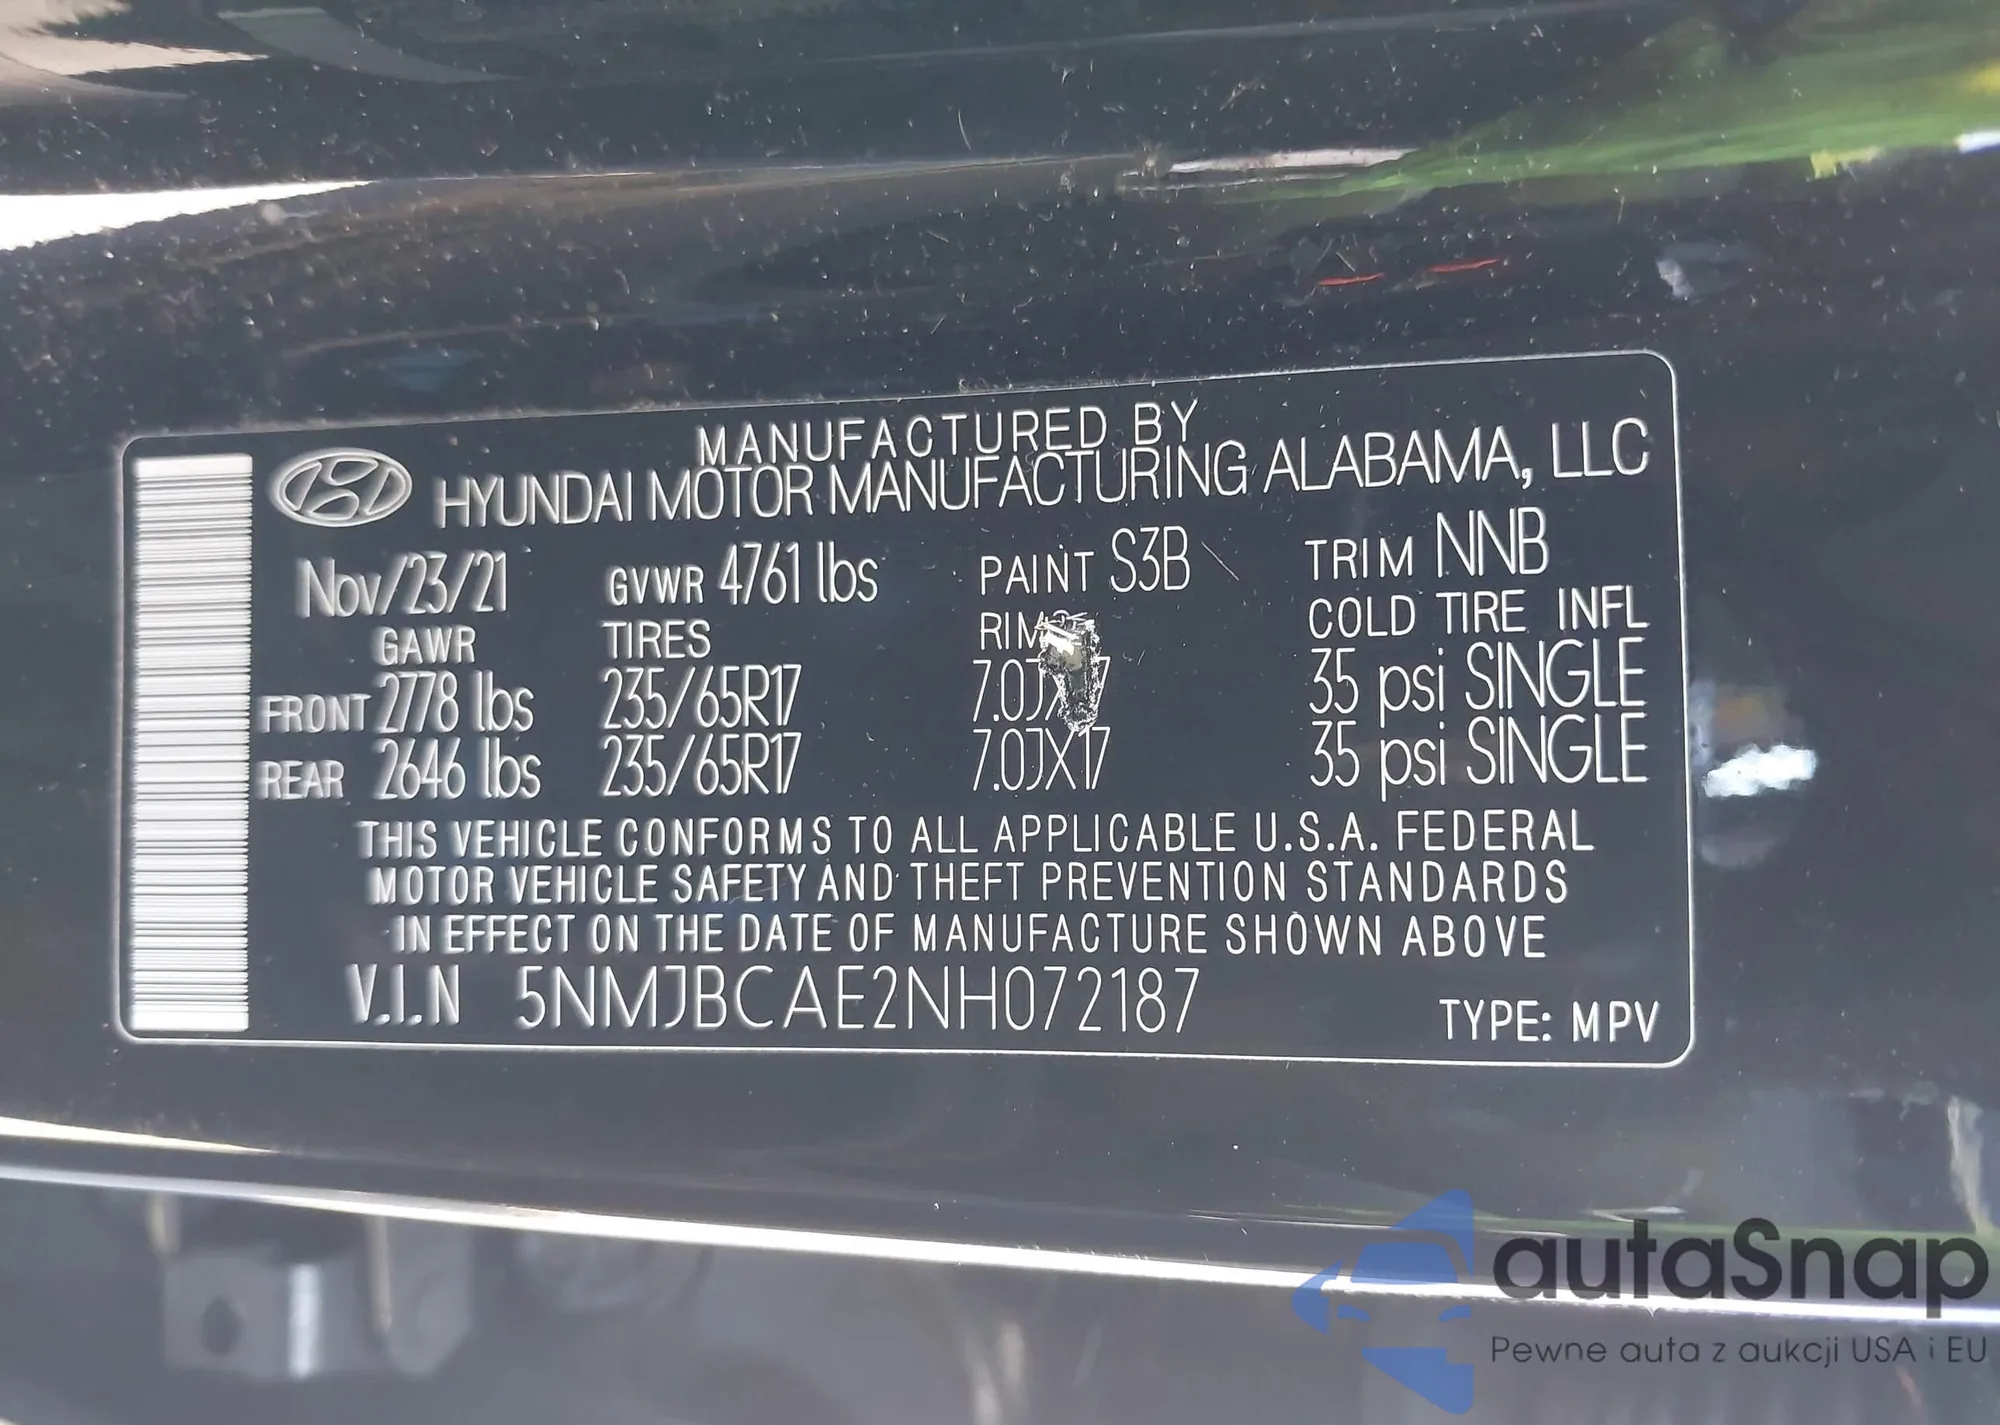 MANUFACTURED BY
HYUNDAI MOTOR MANUFACTURING ALABAMA, LLC
Nov/23/21 GVWR 4761 lbs PAINT S3B TRIM NNB
GAWR TIRES COLD TIRE INFL
FRONT 2778 lbs 235/65R17 35 psi SINGLE
REAR 2646 lbs 235/65R17 7.0JX17 35 psi SINGLE
THIS VEHICLE CONFORMS TO ALL APPLICABLE U.S.A. FEDERAL
MOTOR VEHICLE SAFETY AND THEFT PREVENTION STANDARDS
IN EFFECT ON THE DATE OF MANUFACTURE SHOWN ABOVE
V.I.N 5NMJBCAE2NH072187 TYPE: MPV
autaSnap
Pewne auta z aukcji USA i EU